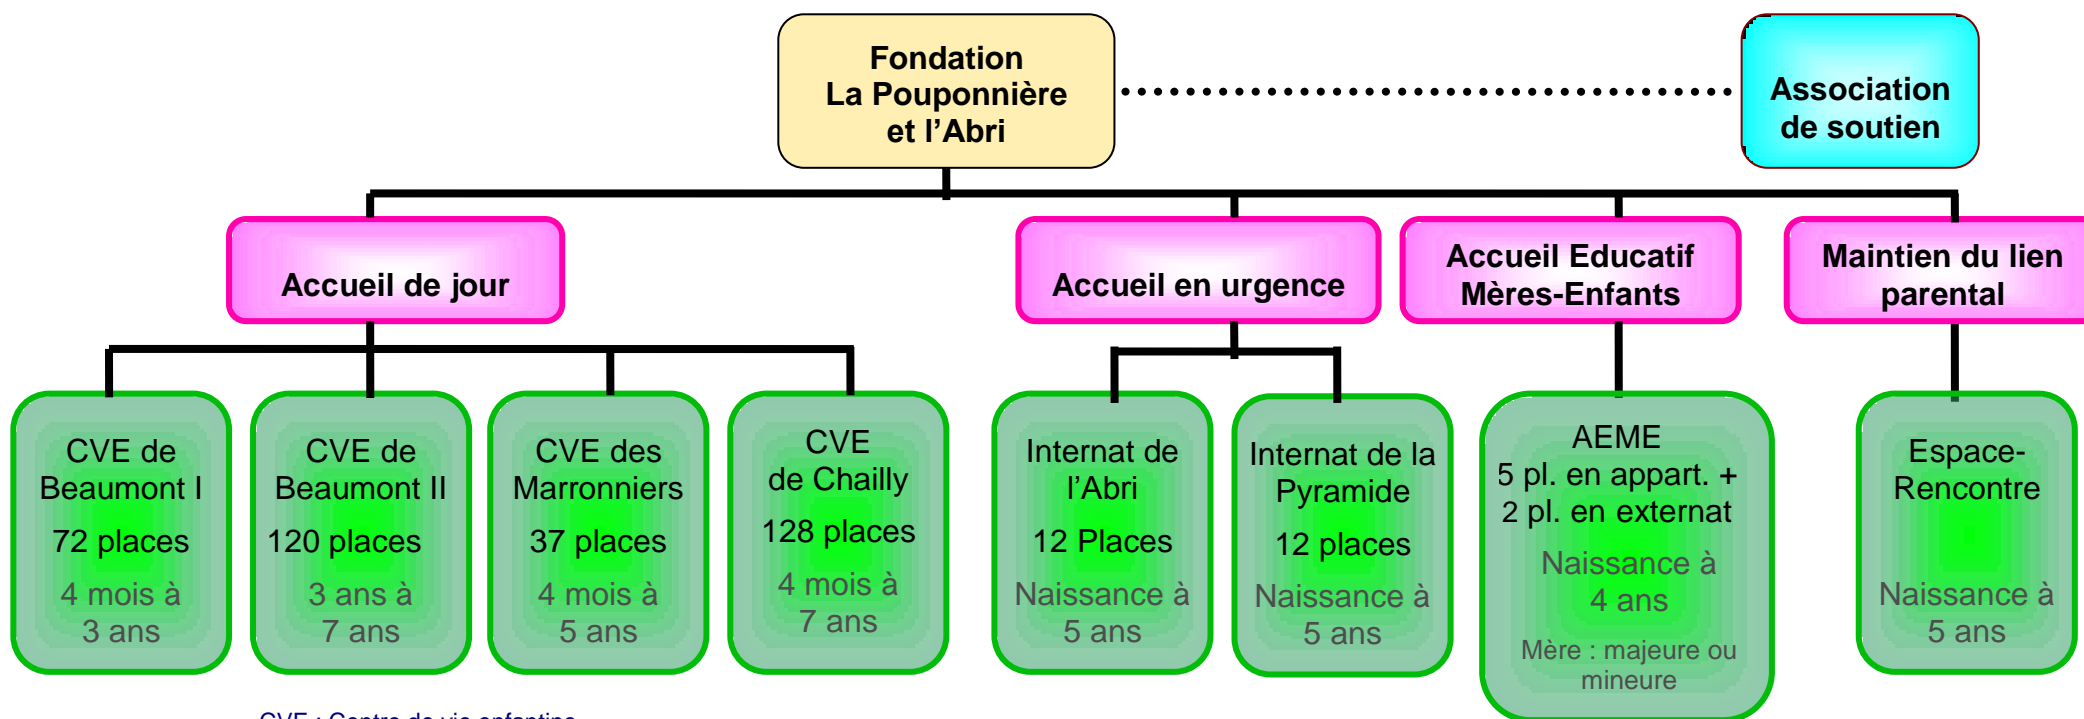 Fondation
La Pouponnière
et l’Abri
Association
de soutien
Accueil de jour
Accueil en urgence
Accueil Educatif
Mères-Enfants
Maintien du lien
parental
CVE de
Beaumont I
72 places
4 mois à
3 ans
CVE de
Beaumont II
120 places
3 ans à
7 ans
CVE des
Marronniers
37 places
4 mois à
5 ans
CVE
de Chailly
128 places
4 mois à
7 ans
Internat de
l’Abri
12 Places
Naissance à
5 ans
Internat de la
Pyramide
12 places
Naissance à
5 ans
AEME
5 pl. en appart. +
2 pl. en externat
Naissance à
4 ans
Mère : majeure ou
mineure
Espace-
Rencontre
Naissance à
5 ans
CVE : Centre de vie enfantine